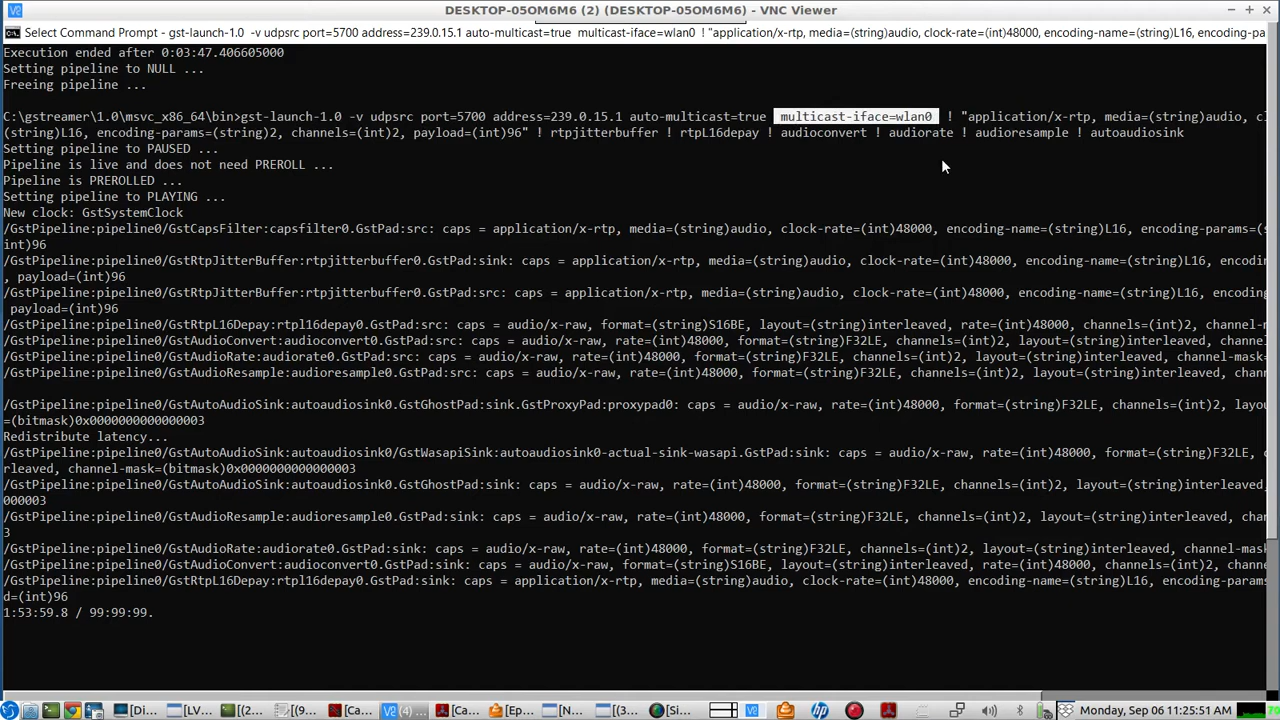 DESKTOP-05OM6M6 (2) (DESKTOP-05OM6M6) - VNC Viewer
Select Command Prompt - gst-launch-1.0 -v udpsrc port=5700 address=239.0.15.1 auto-multicast=true multicast-iface=wlan0 ! "application/x-rtp, media=(string)audio, clock-rate=(int)48000, encoding-name=(string)L16, encoding-pa
Execution ended after 0:03:47.406605000
Setting pipeline to NULL ...
Freeing pipeline ...
C:\gstreamer\1.0\msvc_x86_64\bin>gst-launch-1.0 -v udpsrc port=5700 address=239.0.15.1 auto-multicast=true multicast-iface=wlan0 ! "application/x-rtp, media=(string)audio, cl
(string)L16, encoding-params=(string)2, channels=(int)2, payload=(int)96" ! rtpjitterbuffer ! rtpL16depay ! audioconvert ! audiorate ! audioresample ! autoaudiosink
Setting pipeline to PAUSED ...
Pipeline is live and does not need PREROLL ...
Pipeline is PREROLLED ...
Setting pipeline to PLAYING ...
New clock: GstSystemClock
/GstPipeline:pipeline0/GstCapsFilter:capsfilter0.GstPad:src: caps = application/x-rtp, media=(string)audio, clock-rate=(int)48000, encoding-name=(string)L16, encoding-params=(s
int)96
/GstPipeline:pipeline0/GstRtpJitterBuffer:rtpjitterbuffer0.GstPad:sink: caps = application/x-rtp, media=(string)audio, clock-rate=(int)48000, encoding-name=(string)L16, encodin
, payload=(int)96
/GstPipeline:pipeline0/GstRtpJitterBuffer:rtpjitterbuffer0.GstPad:src: caps = application/x-rtp, media=(string)audio, clock-rate=(int)48000, encoding-name=(string)L16, encoding
 payload=(int)96
/GstPipeline:pipeline0/GstRtpL16Depay:rtpl16depay0.GstPad:src: caps = audio/x-raw, format=(string)S16BE, layout=(string)interleaved, rate=(int)48000, channels=(int)2, channel-m
/GstPipeline:pipeline0/GstAudioConvert:audioconvert0.GstPad:src: caps = audio/x-raw, rate=(int)48000, format=(string)F32LE, channels=(int)2, layout=(string)interleaved, channel
/GstPipeline:pipeline0/GstAudioRate:audiorate0.GstPad:src: caps = audio/x-raw, rate=(int)48000, format=(string)F32LE, channels=(int)2, layout=(string)interleaved, channel-mask=
/GstPipeline:pipeline0/GstAudioResample:audioresample0.GstPad:src: caps = audio/x-raw, rate=(int)48000, format=(string)F32LE, channels=(int)2, layout=(string)interleaved, chann
/GstPipeline:pipeline0/GstAutoAudioSink:autoaudiosink0.GstGhostPad:sink.GstProxyPad:proxypad0: caps = audio/x-raw, rate=(int)48000, format=(string)F32LE, channels=(int)2, layou
=(bitmask)0x0000000000000003
Redistribute latency...
/GstPipeline:pipeline0/GstAutoAudioSink:autoaudiosink0/GstWasapiSink:autoaudiosink0-actual-sink-wasapi.GstPad:sink: caps = audio/x-raw, rate=(int)48000, format=(string)F32LE, c
rleaved, channel-mask=(bitmask)0x0000000000000003
/GstPipeline:pipeline0/GstAutoAudioSink:autoaudiosink0.GstGhostPad:sink: caps = audio/x-raw, rate=(int)48000, format=(string)F32LE, channels=(int)2, layout=(string)interleaved,
000003
/GstPipeline:pipeline0/GstAudioResample:audioresample0.GstPad:sink: caps = audio/x-raw, rate=(int)48000, format=(string)F32LE, channels=(int)2, layout=(string)interleaved, chan
3
/GstPipeline:pipeline0/GstAudioRate:audiorate0.GstPad:sink: caps = audio/x-raw, rate=(int)48000, format=(string)F32LE, channels=(int)2, layout=(string)interleaved, channel-mask
/GstPipeline:pipeline0/GstAudioConvert:audioconvert0.GstPad:sink: caps = audio/x-raw, format=(string)S16BE, layout=(string)interleaved, rate=(int)48000, channels=(int)2, channe
/GstPipeline:pipeline0/GstRtpL16Depay:rtpl16depay0.GstPad:sink: caps = application/x-rtp, media=(string)audio, clock-rate=(int)48000, encoding-name=(string)L16, encoding-params
d=(int)96
1:53:59.8 / 99:99:99.
[Di... [LV... [(2... [(9... [Ca... (4)... [Ca... [Ep... [N... [(3... [Si... Monday, Sep 06 11:25:51 AM